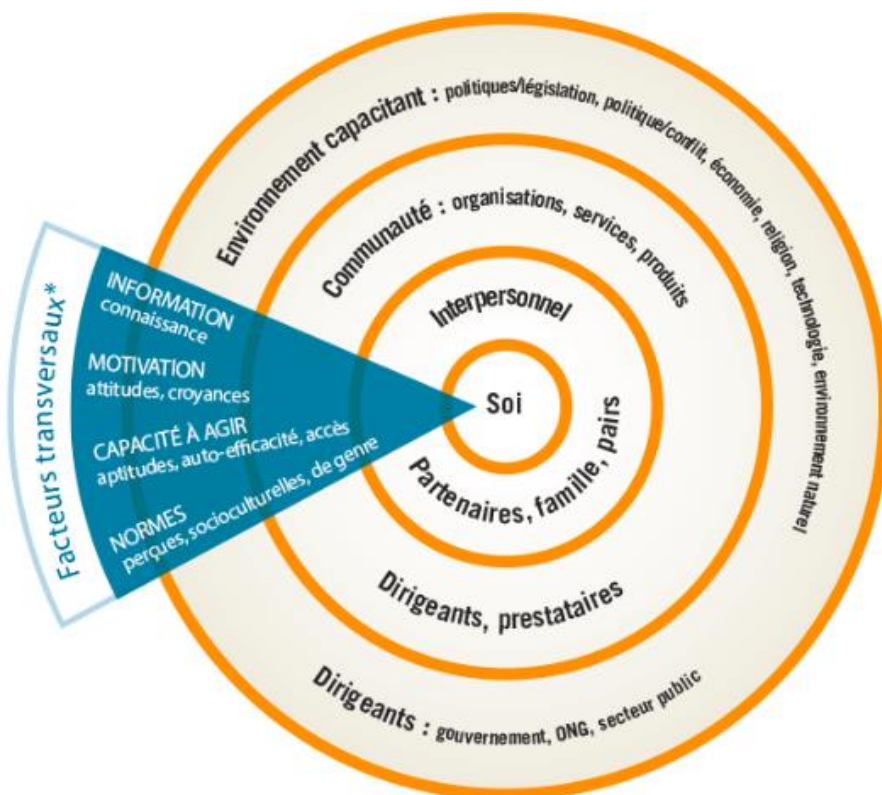 Environnement capacitant : politiques/législation, politique/conflit, économie, religion, technologie, environnement naturel
Communauté : organisations, services, produits
Interpersonnel
Soi
Partenaires, famille, pairs
Dirigeants, prestataires
Dirigeants : gouvernement, ONG, secteur public
Facteurs transversaux*
INFORMATION
connaissance
MOTIVATION
attitudes, croyances
CAPACITÉ À AGIR
aptitudes, auto-efficacité, accès
NORMES
perçues, socioculturelles, de genre